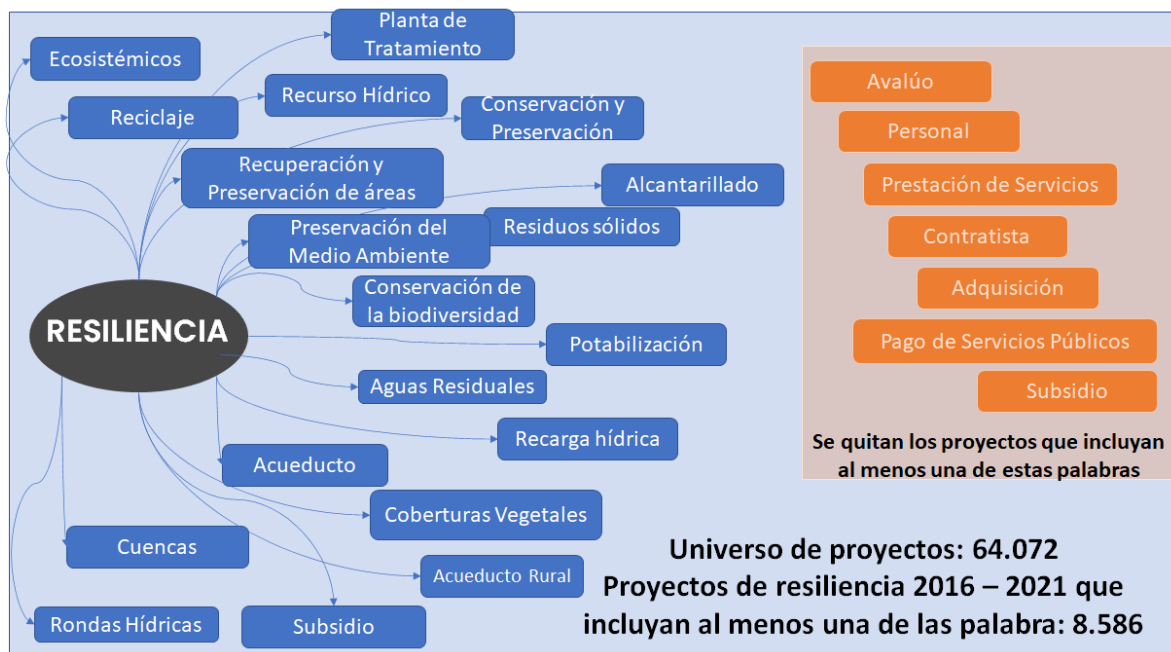 Planta de
Tratamiento
Ecosistémicos
Recurso Hídrico
Reciclaje
Conservación y
Preservación
Recuperación y
Preservación de áreas
Alcantarillado
Preservación del
Medio Ambiente
Residuos sólidos
Conservación de
la biodiversidad
RESILIENCIA
Potabilización
Aguas Residuales
Recarga hídrica
Acueducto
Coberturas Vegetales
Cuencas
Acueducto Rural
Rondas Hídricas
Subsidio
Avalúo
Personal
Prestación de Servicios
Contratista
Adquisición
Pago de Servicios Públicos
Subsidio
Se quitan los proyectos que incluyan
al menos una de estas palabras
Universo de proyectos: 64.072
Proyectos de resiliencia 2016 – 2021 que
incluyan al menos una de las palabra: 8.586